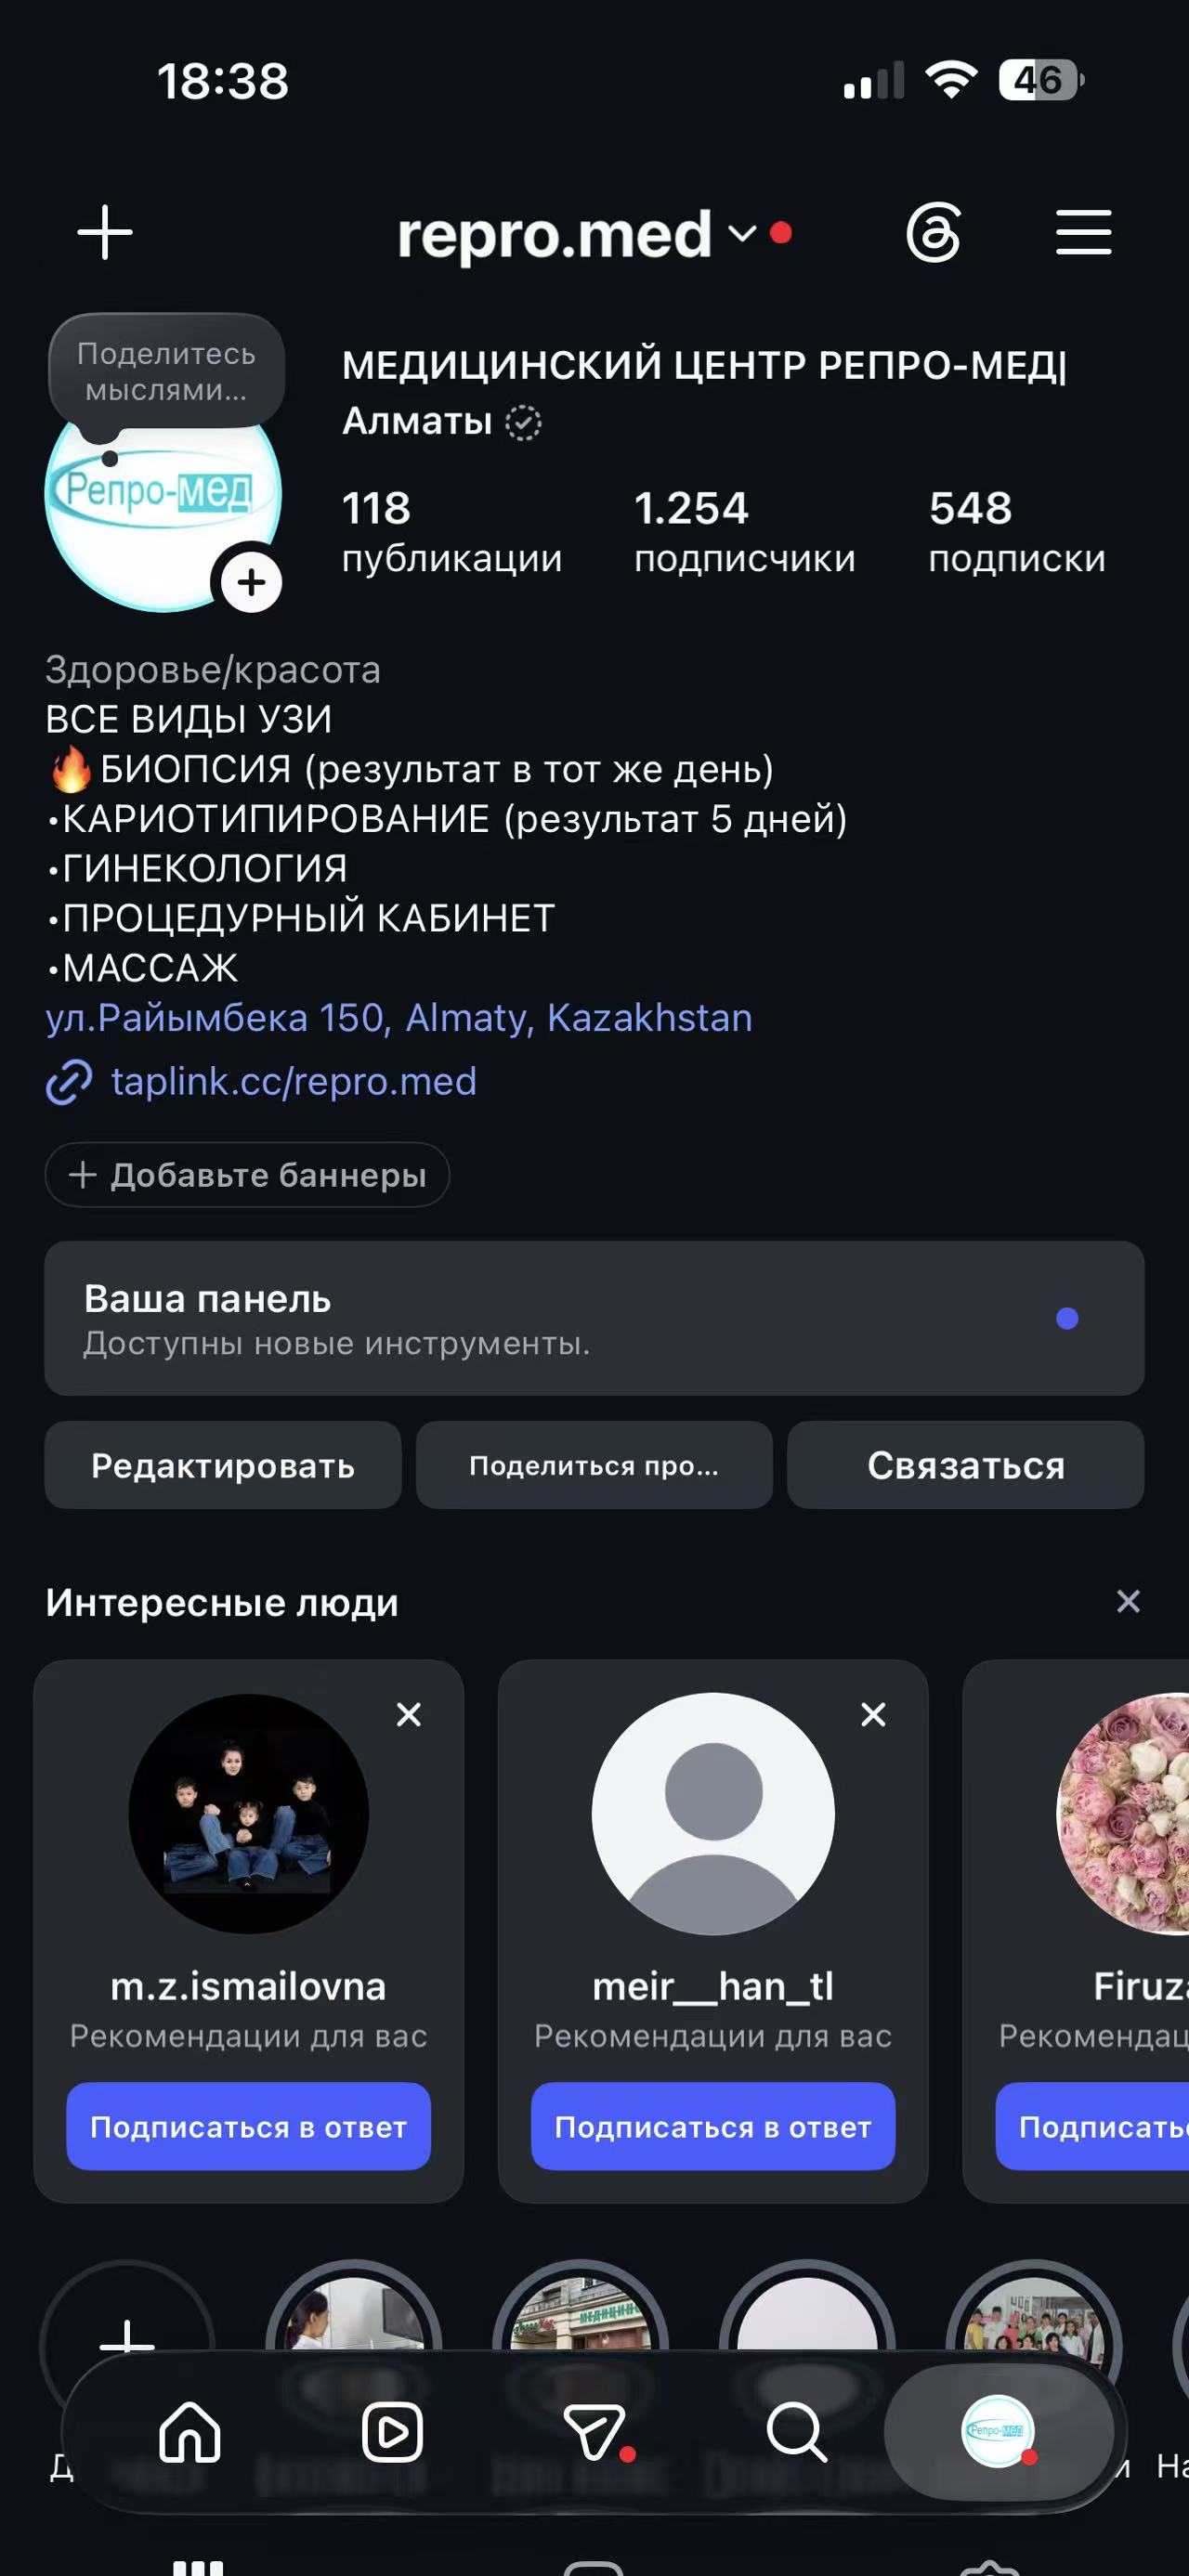 18:38
46
repro.med
Поделитесь
мыслями...
МЕДИЦИНСКИЙ ЦЕНТР РЕПРО-МЕД|
Алматы
Репро-мед
118
1.254
548
публикации
подписчики
подписки
Здоровье/красота
ВСЕ ВИДЫ УЗИ
🔥БИОПСИЯ (результат в тот же день)
•КАРИОТИПИРОВАНИЕ (результат 5 дней)
•ГИНЕКОЛОГИЯ
•ПРОЦЕДУРНЫЙ КАБИНЕТ
•МАССАЖ
ул.Райымбека 150, Almaty, Kazakhstan
taplink.cc/repro.med
+ Добавьте баннеры
Ваша панель
Доступны новые инструменты.
Редактировать
Поделиться про...
Связаться
Интересные люди
m.z.ismailovna
meir__han_tl
Рекомендации для вас
Рекомендации для вас
Подписаться в ответ
Подписаться в ответ
Репро-мед